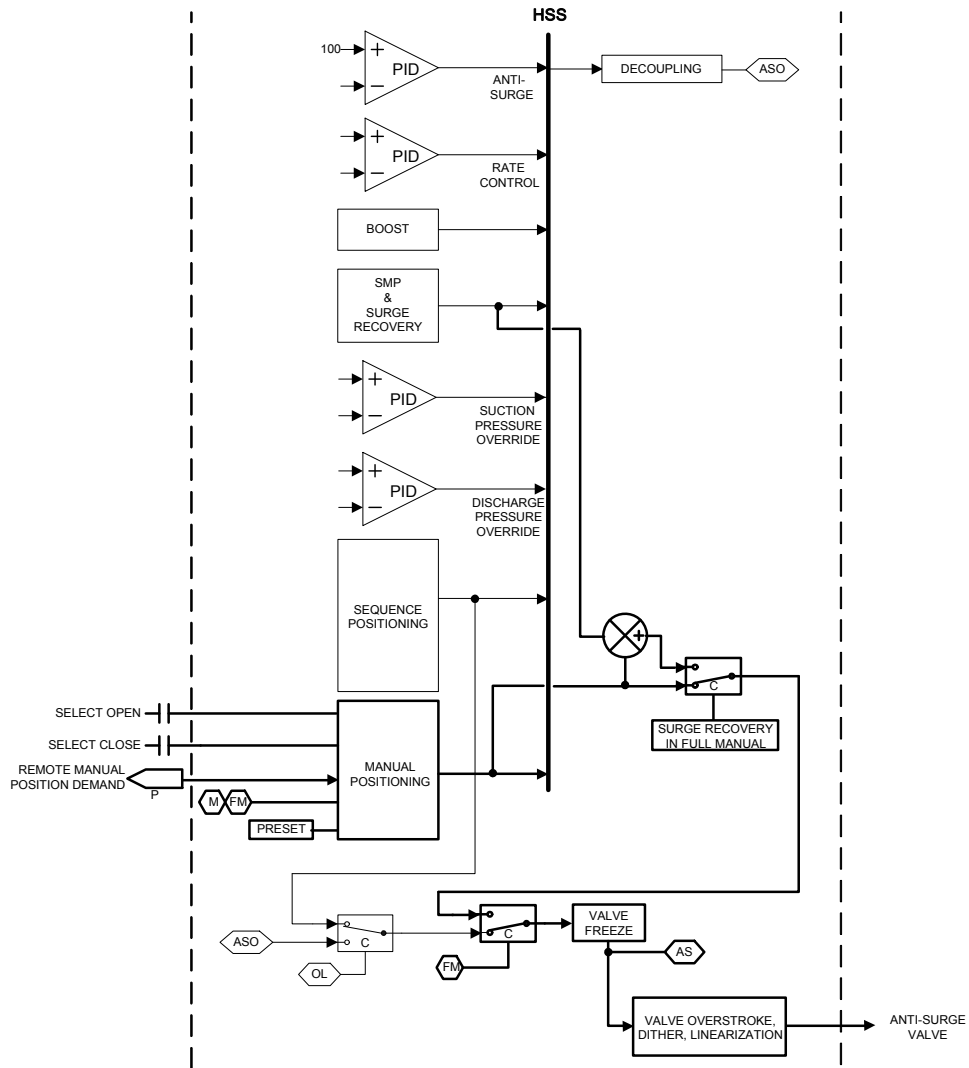 HSS
100
+
PID
−
ANTI-
SURGE
DECOUPLING
ASO
+
PID
−
RATE
CONTROL
BOOST
SMP
&
SURGE
RECOVERY
+
PID
−
SUCTION
PRESSURE
OVERRIDE
+
PID
−
DISCHARGE
PRESSURE
OVERRIDE
SEQUENCE
POSITIONING
+
C
SURGE RECOVERY
IN FULL MANUAL
SELECT OPEN
SELECT CLOSE
REMOTE MANUAL
POSITION DEMAND
P
M
FM
PRESET
MANUAL
POSITIONING
ASO
C
OL
C
FM
VALVE
FREEZE
AS
VALVE OVERSTROKE,
DITHER, LINEARIZATION
ANTI-SURGE
VALVE